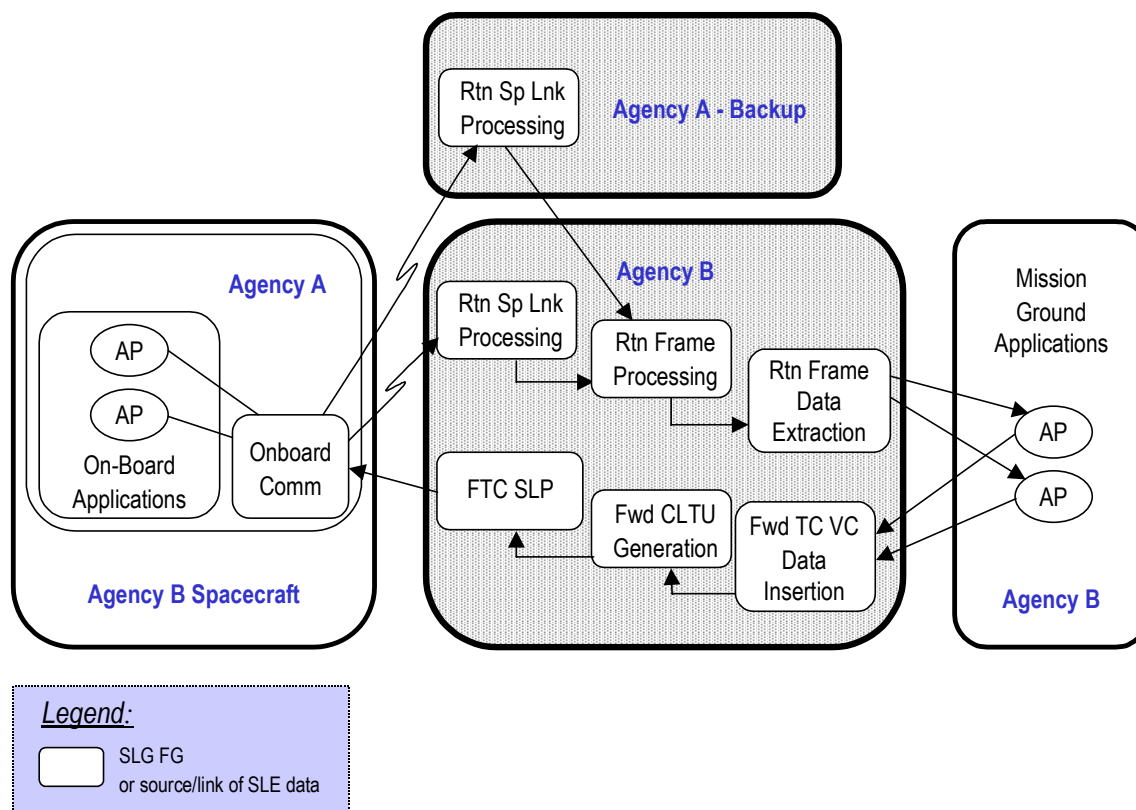 Rtn Sp Lnk
Processing
Agency A - Backup
Agency A
AP
AP
On-Board
Applications
Onboard
Comm
Agency B Spacecraft
Agency B
Rtn Sp Lnk
Processing
Rtn Frame
Processing
Rtn Frame
Data
Extraction
FTC SLP
Fwd CLTU
Generation
Fwd TC VC
Data
Insertion
Mission
Ground
Applications
AP
AP
Agency B
Legend:
SLG FG
or source/link of SLE data